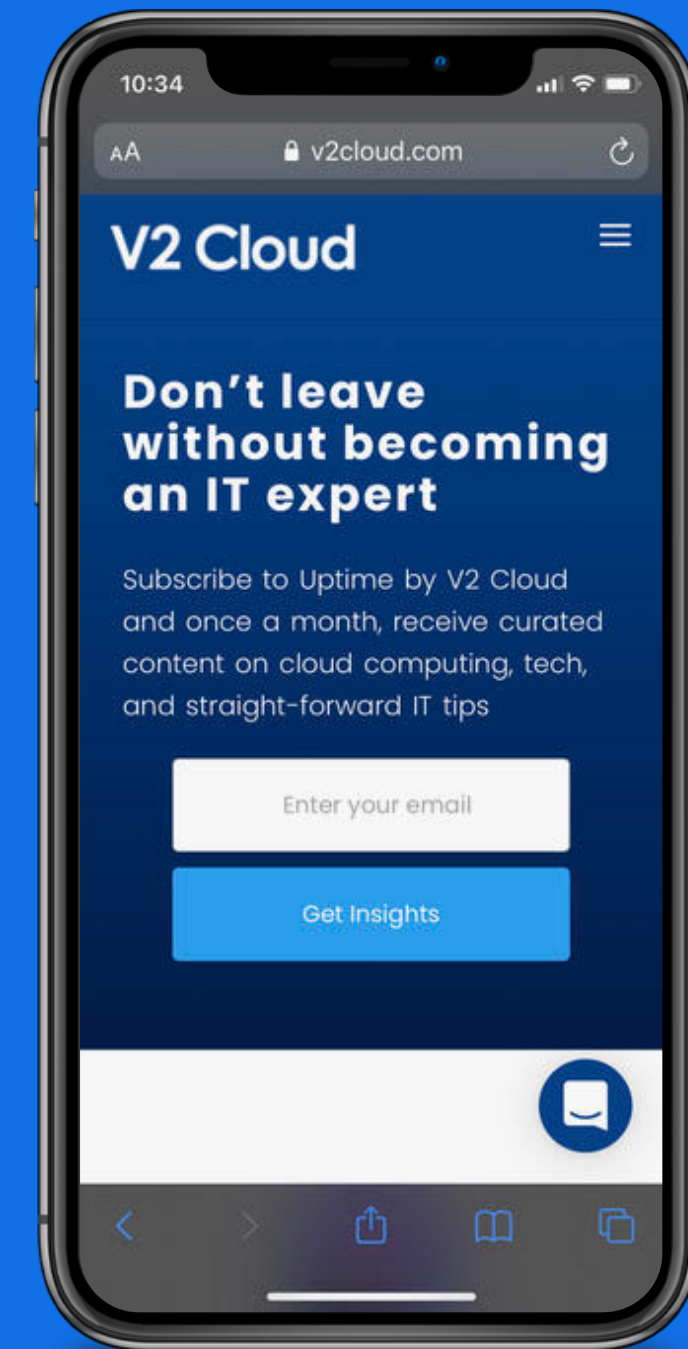 10:34
AA
v2cloud.com
V2 Cloud
Don't leave
without becoming
an IT expert
Subscribe to Uptime by V2 Cloud
and once a month, receive curated
content on cloud computing, tech,
and straight-forward IT tips
Enter your email
Get Insights